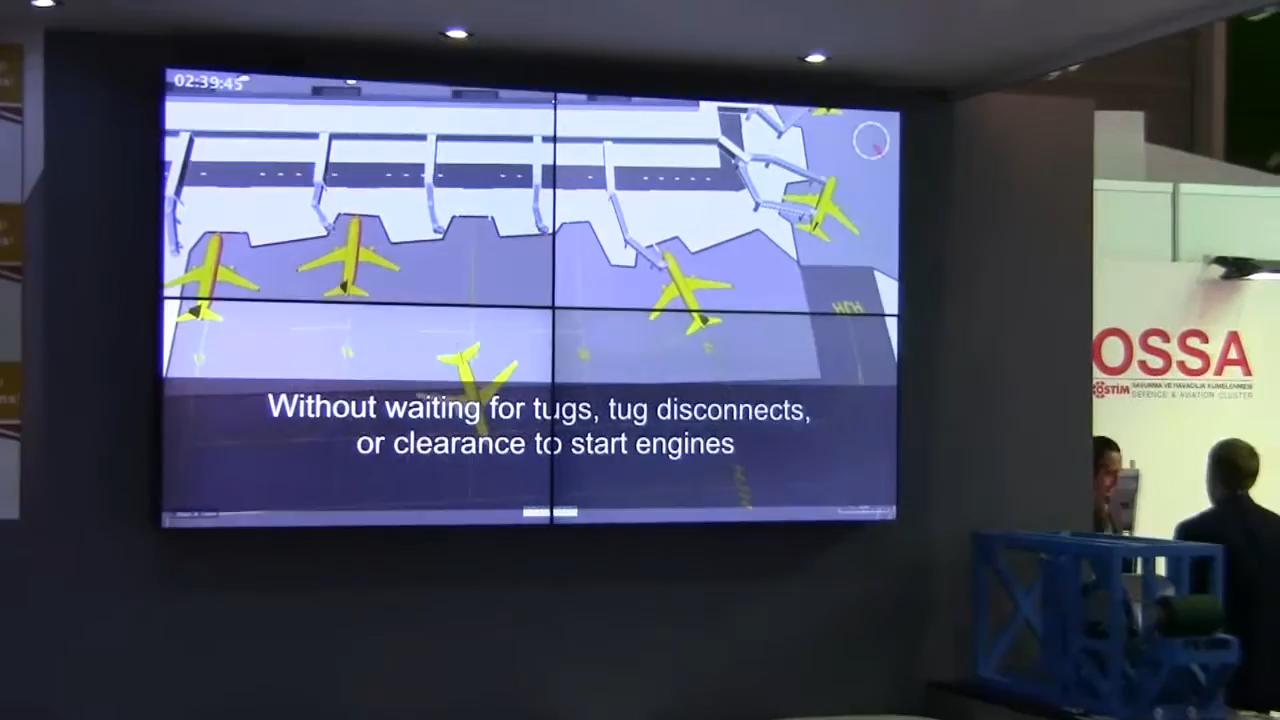 02:39:45
Without waiting for tugs, tug disconnects,
or clearance to start engines
OSSA
OSTİM SAVUNMA VE HAVACILIK KÜMELENMESİ
DEFENCE & AVIATION CLUSTER